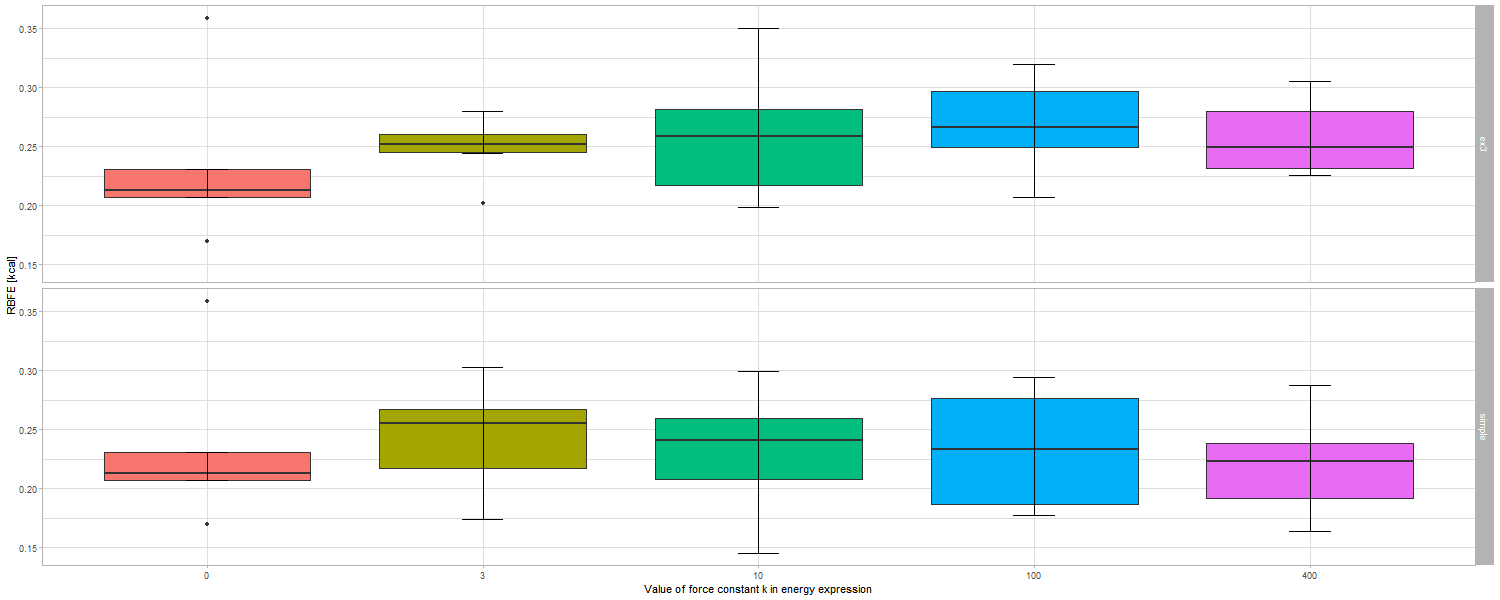 0.35
0.30
0.25
0.20
0.15
ex3
RBFE [kcal]
0.35
0.30
0.25
0.20
0.15
simple
0 3 10 100 400
Value of force constant k in energy expression